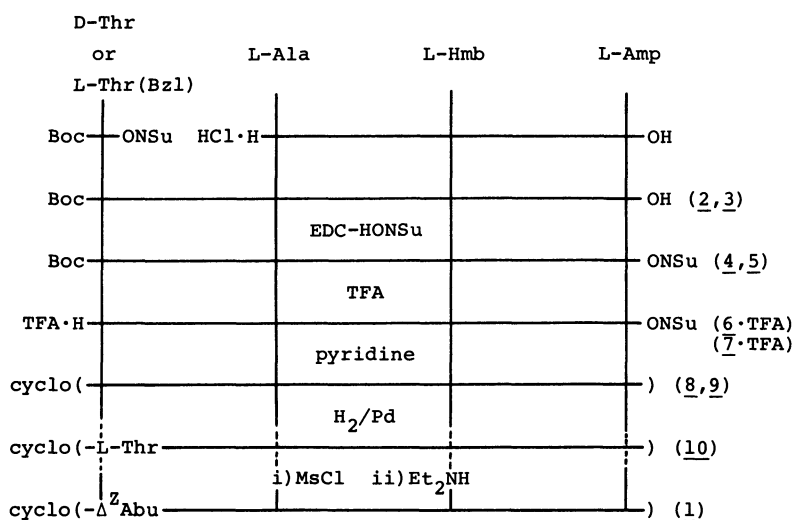 D-Thr
or L-Ala L-Hmb L-Amp
L-Thr(Bzl)
Boc ONSu HCl·H OH
Boc OH (2,3)
EDC-HONSu
Boc ONSu (4,5)
TFA
TFA·H ONSu (6·TFA)
(7·TFA)
pyridine
cyclo( ) (8,9)
H₂/Pd
cyclo(-L-Thr ) (10)
i)MsCl ii)Et₂NH
cyclo(-ΔᶻAbu ) (1)